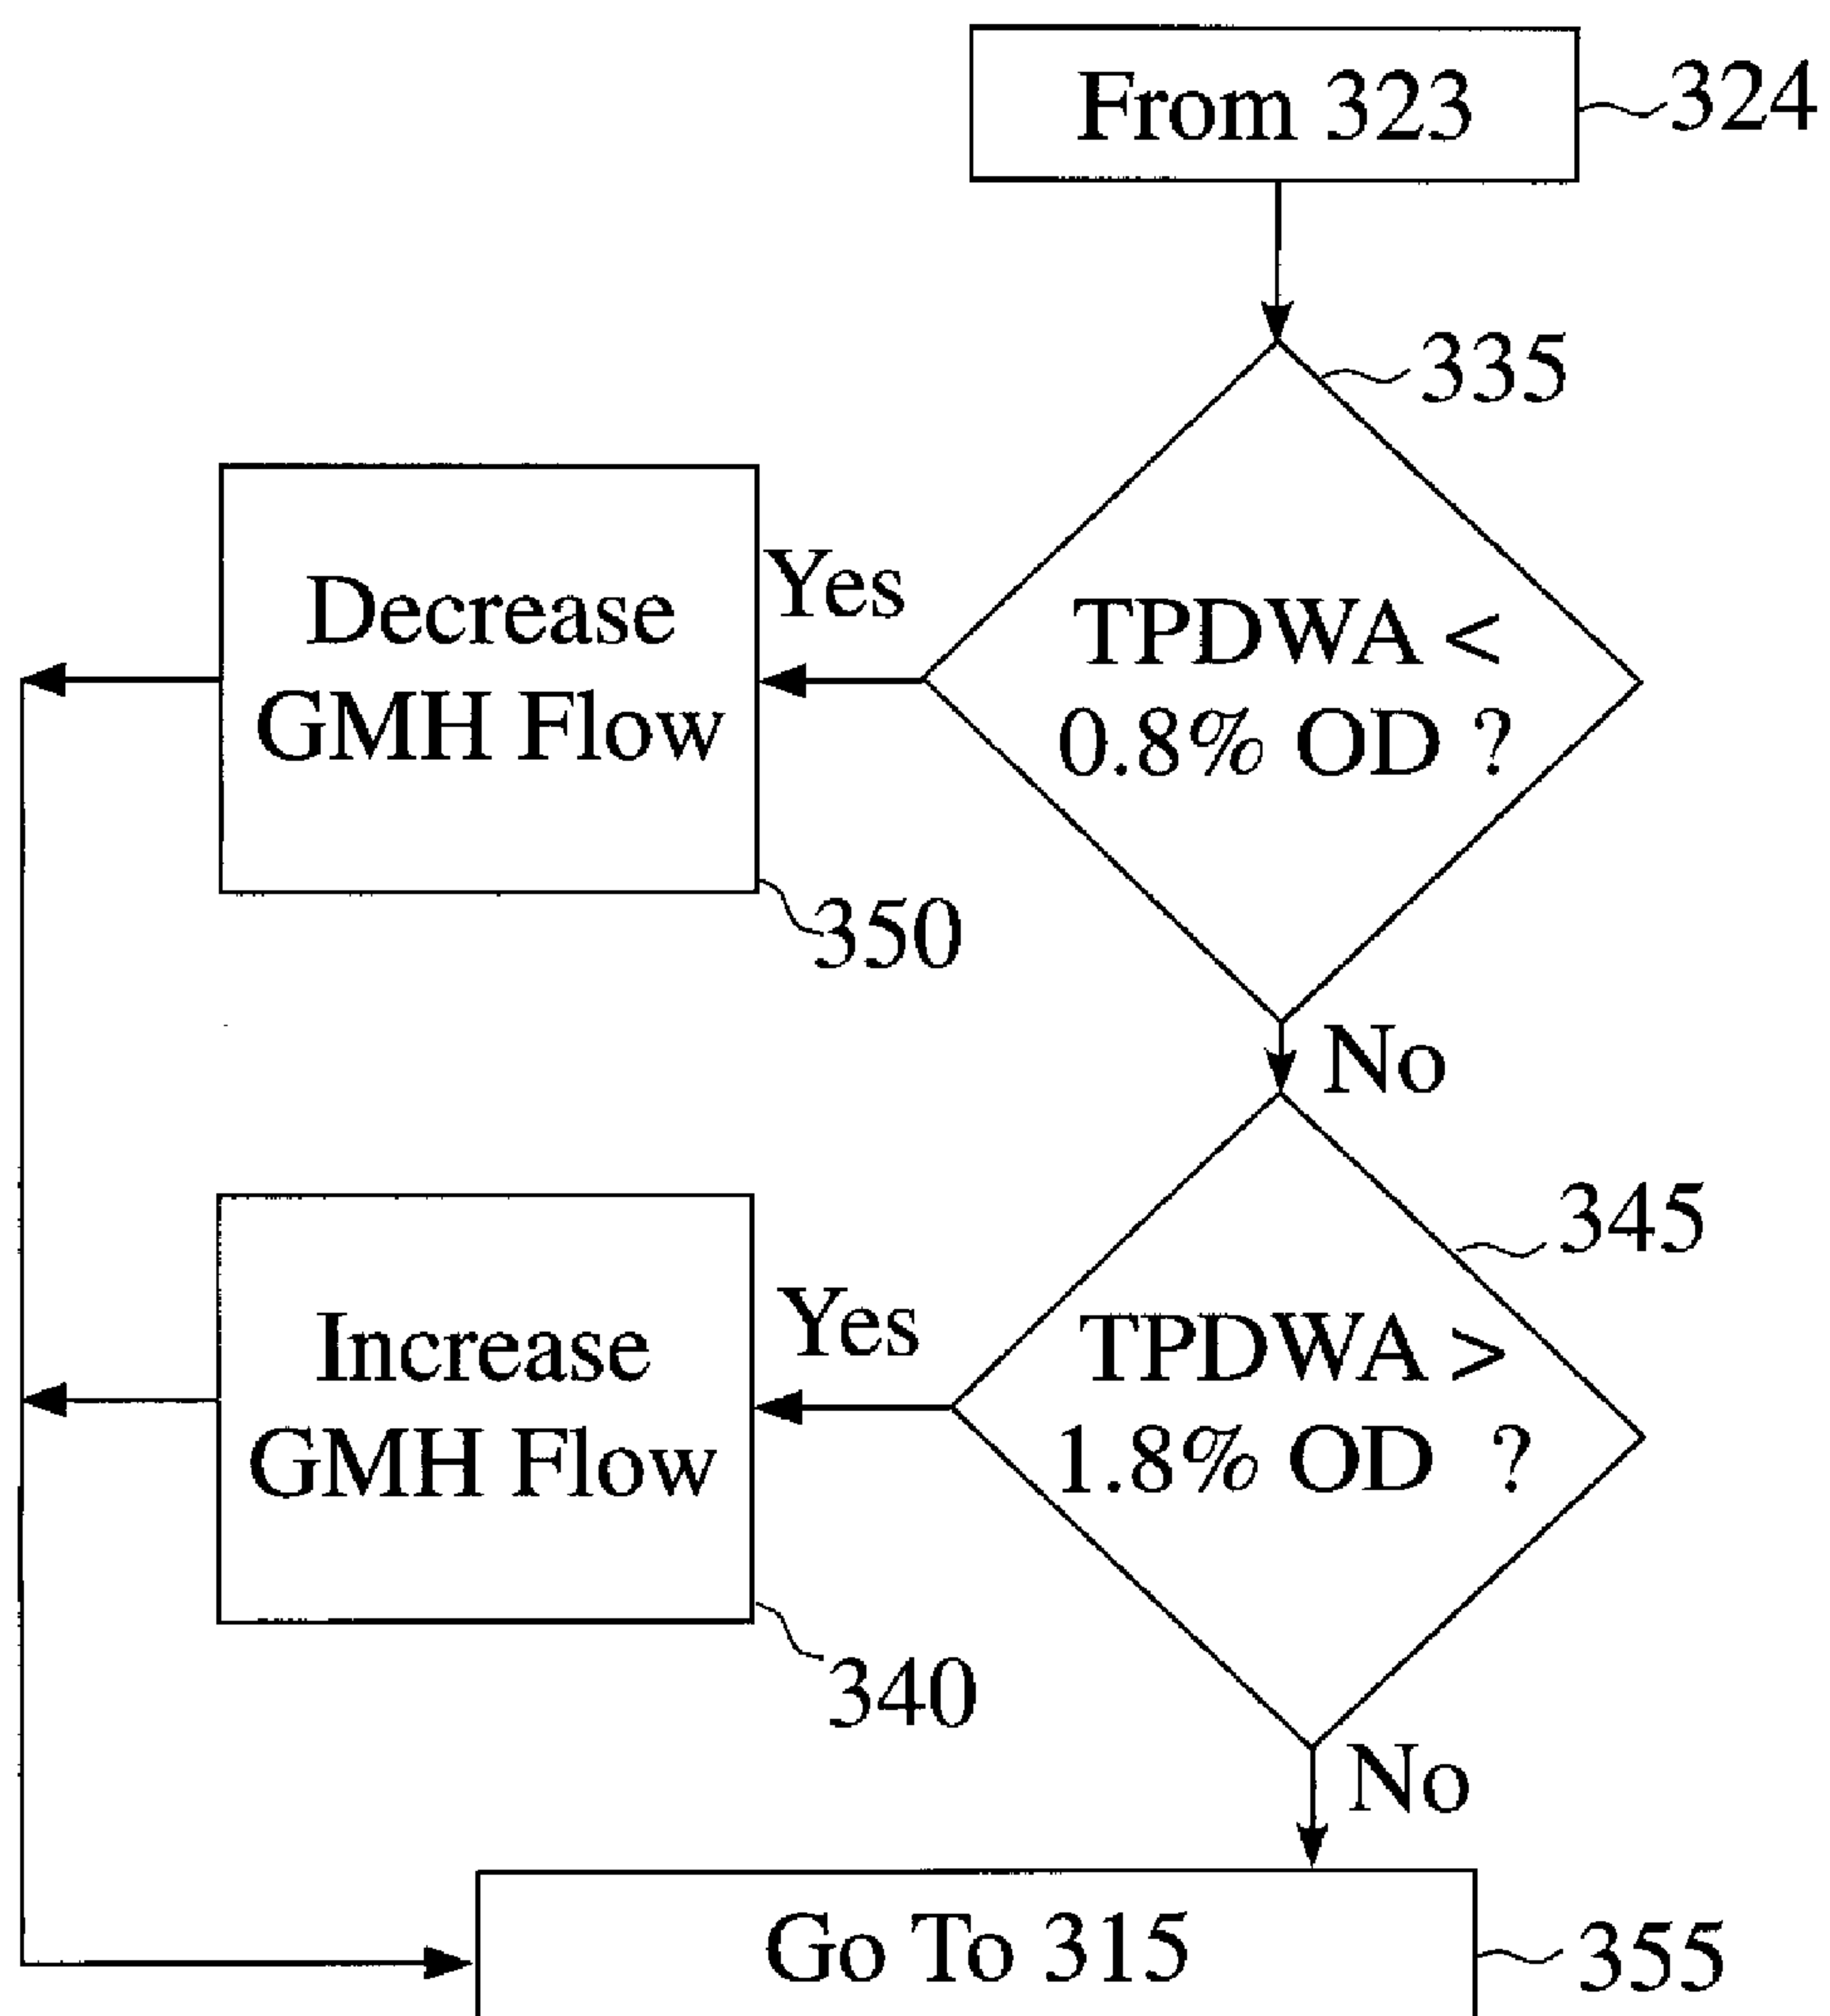 From 323
324
335
TPDWA <
0.8% OD ?
Yes
Decrease
GMH Flow
350
No
345
TPDWA >
1.8% OD ?
Yes
Increase
GMH Flow
340
No
Go To 315
355